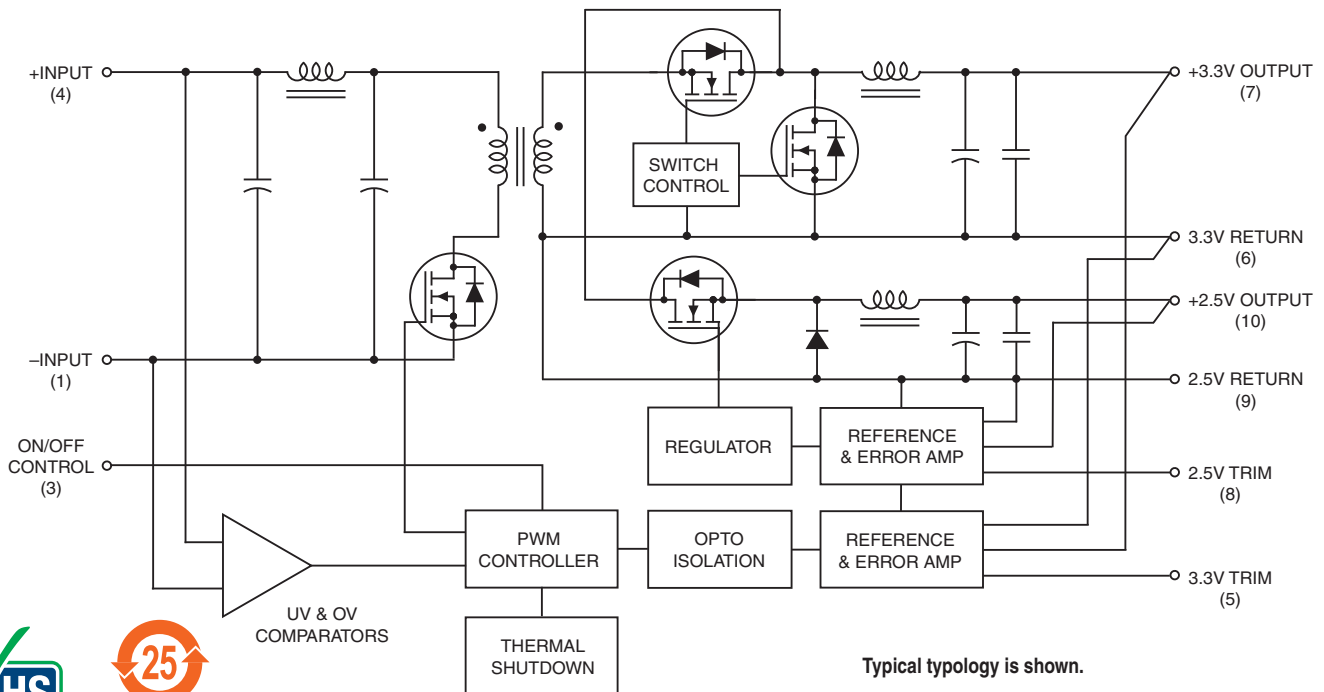 +INPUT
(4)
–INPUT
(1)
ON/OFF
CONTROL
(3)
SWITCH
CONTROL
+3.3V OUTPUT
(7)
3.3V RETURN
(6)
+2.5V OUTPUT
(10)
2.5V RETURN
(9)
REGULATOR
REFERENCE
& ERROR AMP
2.5V TRIM
(8)
PWM
CONTROLLER
OPTO
ISOLATION
REFERENCE
& ERROR AMP
3.3V TRIM
(5)
UV & OV
COMPARATORS
THERMAL
SHUTDOWN
25
Typical typology is shown.